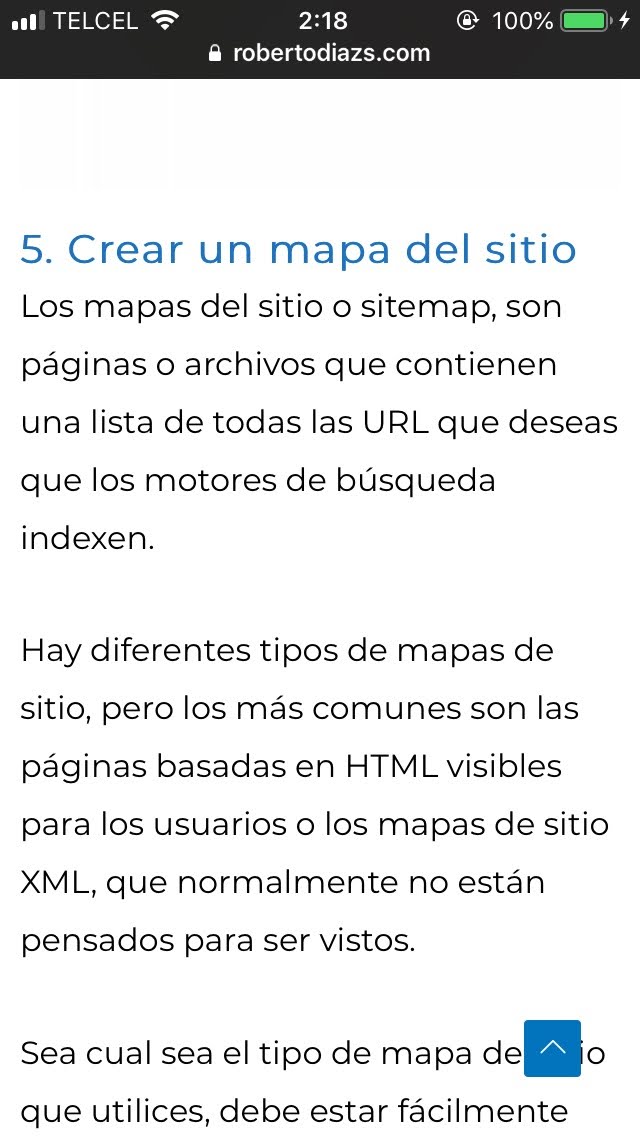 TELCEL 2:18 100%
robertodiazs.com
5. Crear un mapa del sitio
Los mapas del sitio o sitemap, son
páginas o archivos que contienen
una lista de todas las URL que deseas
que los motores de búsqueda
indexen.
Hay diferentes tipos de mapas de
sitio, pero los más comunes son las
páginas basadas en HTML visibles
para los usuarios o los mapas de sitio
XML, que normalmente no están
pensados para ser vistos.
Sea cual sea el tipo de mapa de
que utilices, debe estar fácilmente